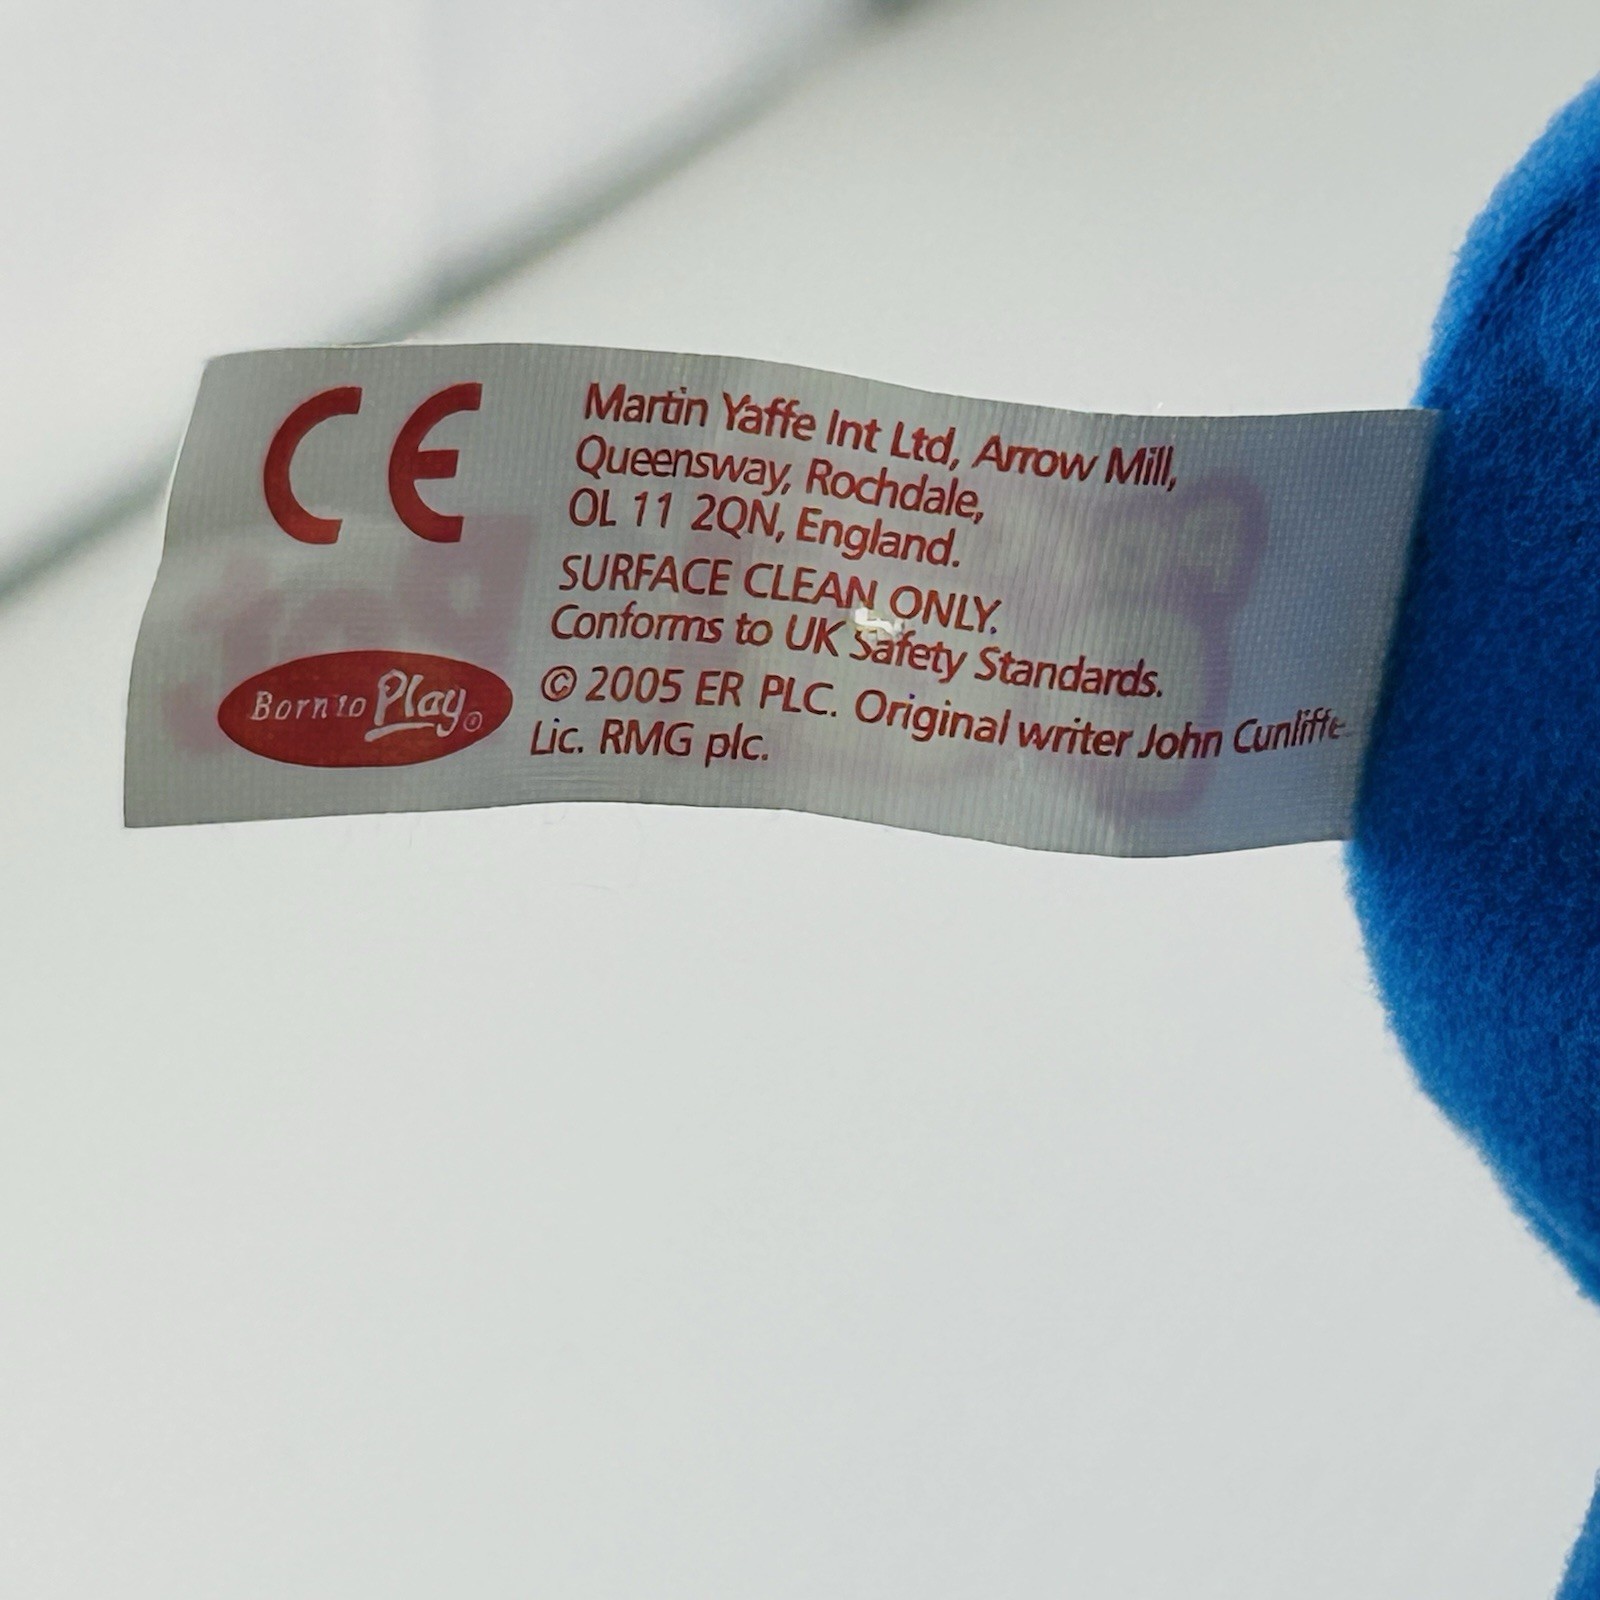 CE
Martin Yaffe Int Ltd, Arrow Mill,
Queensway, Rochdale,
OL 11 2QN, England.
SURFACE CLEAN ONLY.
Conforms to UK Safety Standards.
© 2005 ER PLC. Original writer John Cunliffe
Lic. RMG plc.
Born to Play®